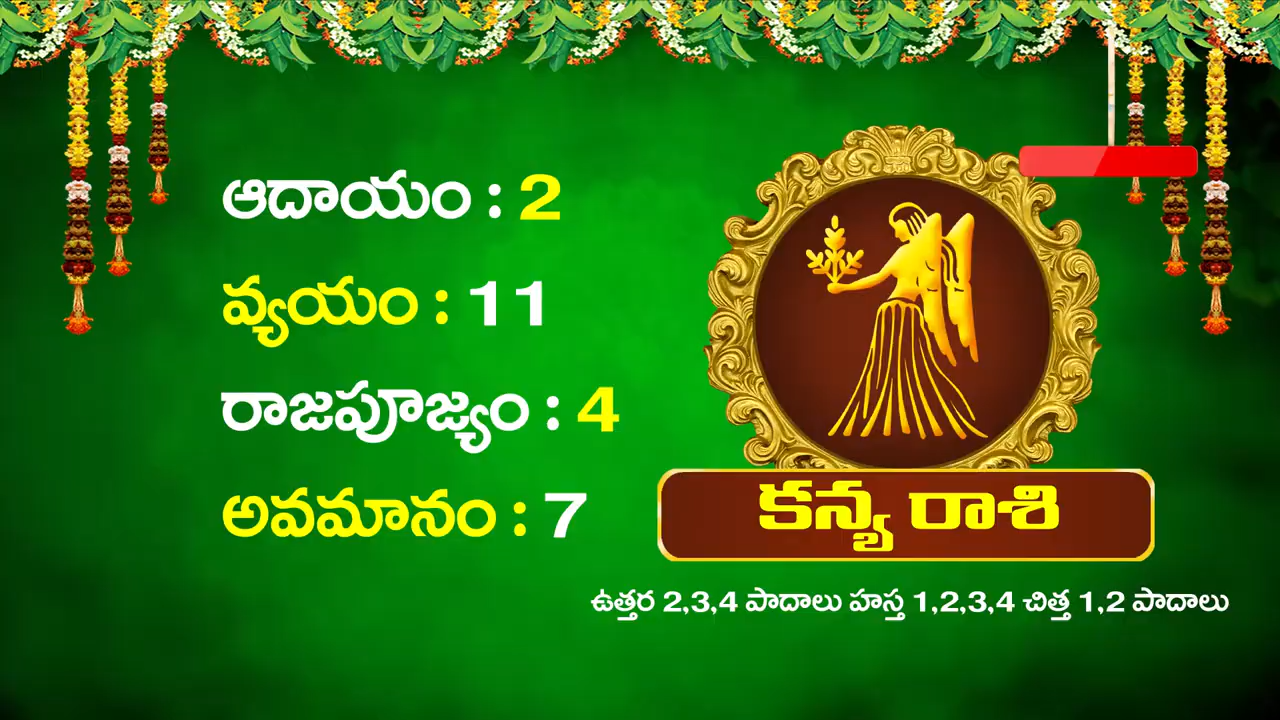 ఆదాయం : 2
వ్యయం : 11
రాజపూజ్యం : 4
అవమానం : 7
కన్య రాశి
ఉత్తర 2,3,4 పాదాలు హస్త 1,2,3,4 చిత్త 1,2 పాదాలు